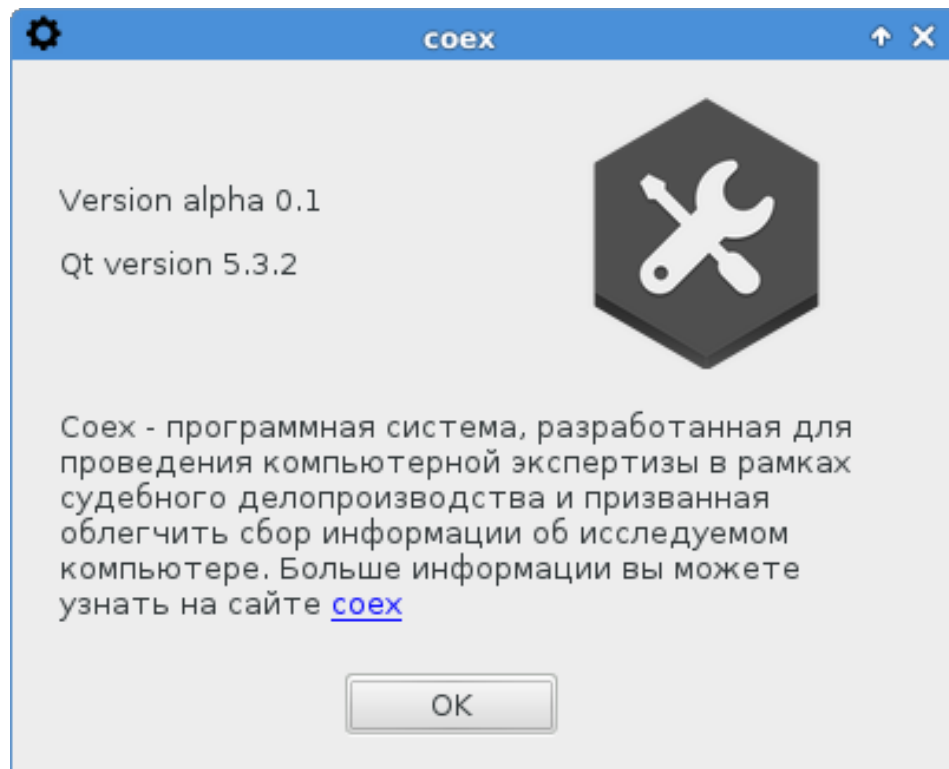 coex
Version alpha 0.1
Qt version 5.3.2
Coex - программная система, разработанная для
проведения компьютерной экспертизы в рамках
судебного делопроизводства и призванная
облегчить сбор информации об исследуемом
компьютере. Больше информации вы можете
узнать на сайте coex
OK